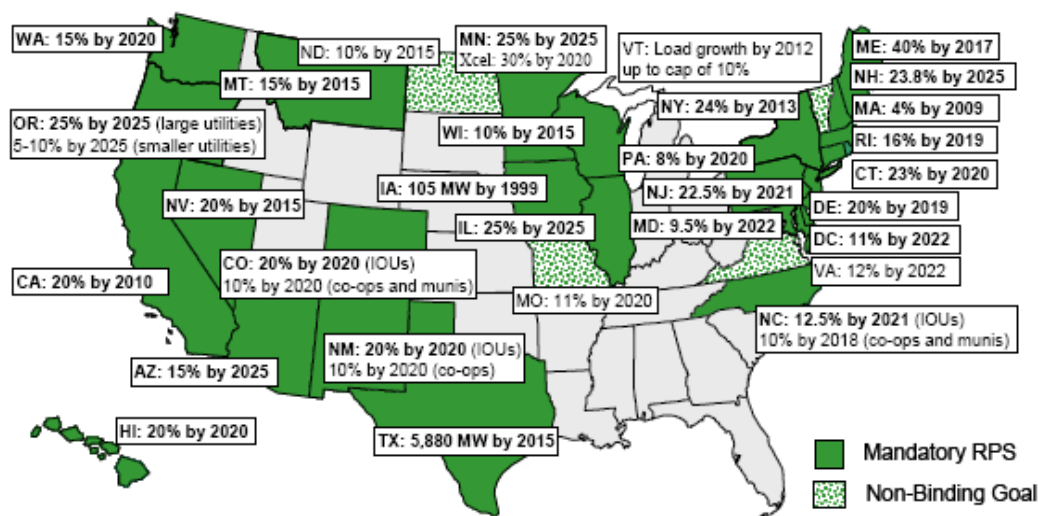 WA: 15% by 2020
ND: 10% by 2015
MN: 25% by 2025
Xcel: 30% by 2020
VT: Load growth by 2012
up to cap of 10%
ME: 40% by 2017
MT: 15% by 2015
NH: 23.8% by 2025
NY: 24% by 2013
MA: 4% by 2009
OR: 25% by 2025 (large utilities)
5-10% by 2025 (smaller utilities)
WI: 10% by 2015
RI: 16% by 2019
PA: 8% by 2020
CT: 23% by 2020
NV: 20% by 2015
IA: 105 MW by 1999
NJ: 22.5% by 2021
DE: 20% by 2019
IL: 25% by 2025
MD: 9.5% by 2022
DC: 11% by 2022
CO: 20% by 2020 (IOUs)
10% by 2020 (co-ops and munis)
VA: 12% by 2022
CA: 20% by 2010
MO: 11% by 2020
NC: 12.5% by 2021 (IOUs)
10% by 2018 (co-ops and munis)
NM: 20% by 2020 (IOUs)
10% by 2020 (co-ops)
AZ: 15% by 2025
HI: 20% by 2020
TX: 5,880 MW by 2015
Mandatory RPS
Non-Binding Goal